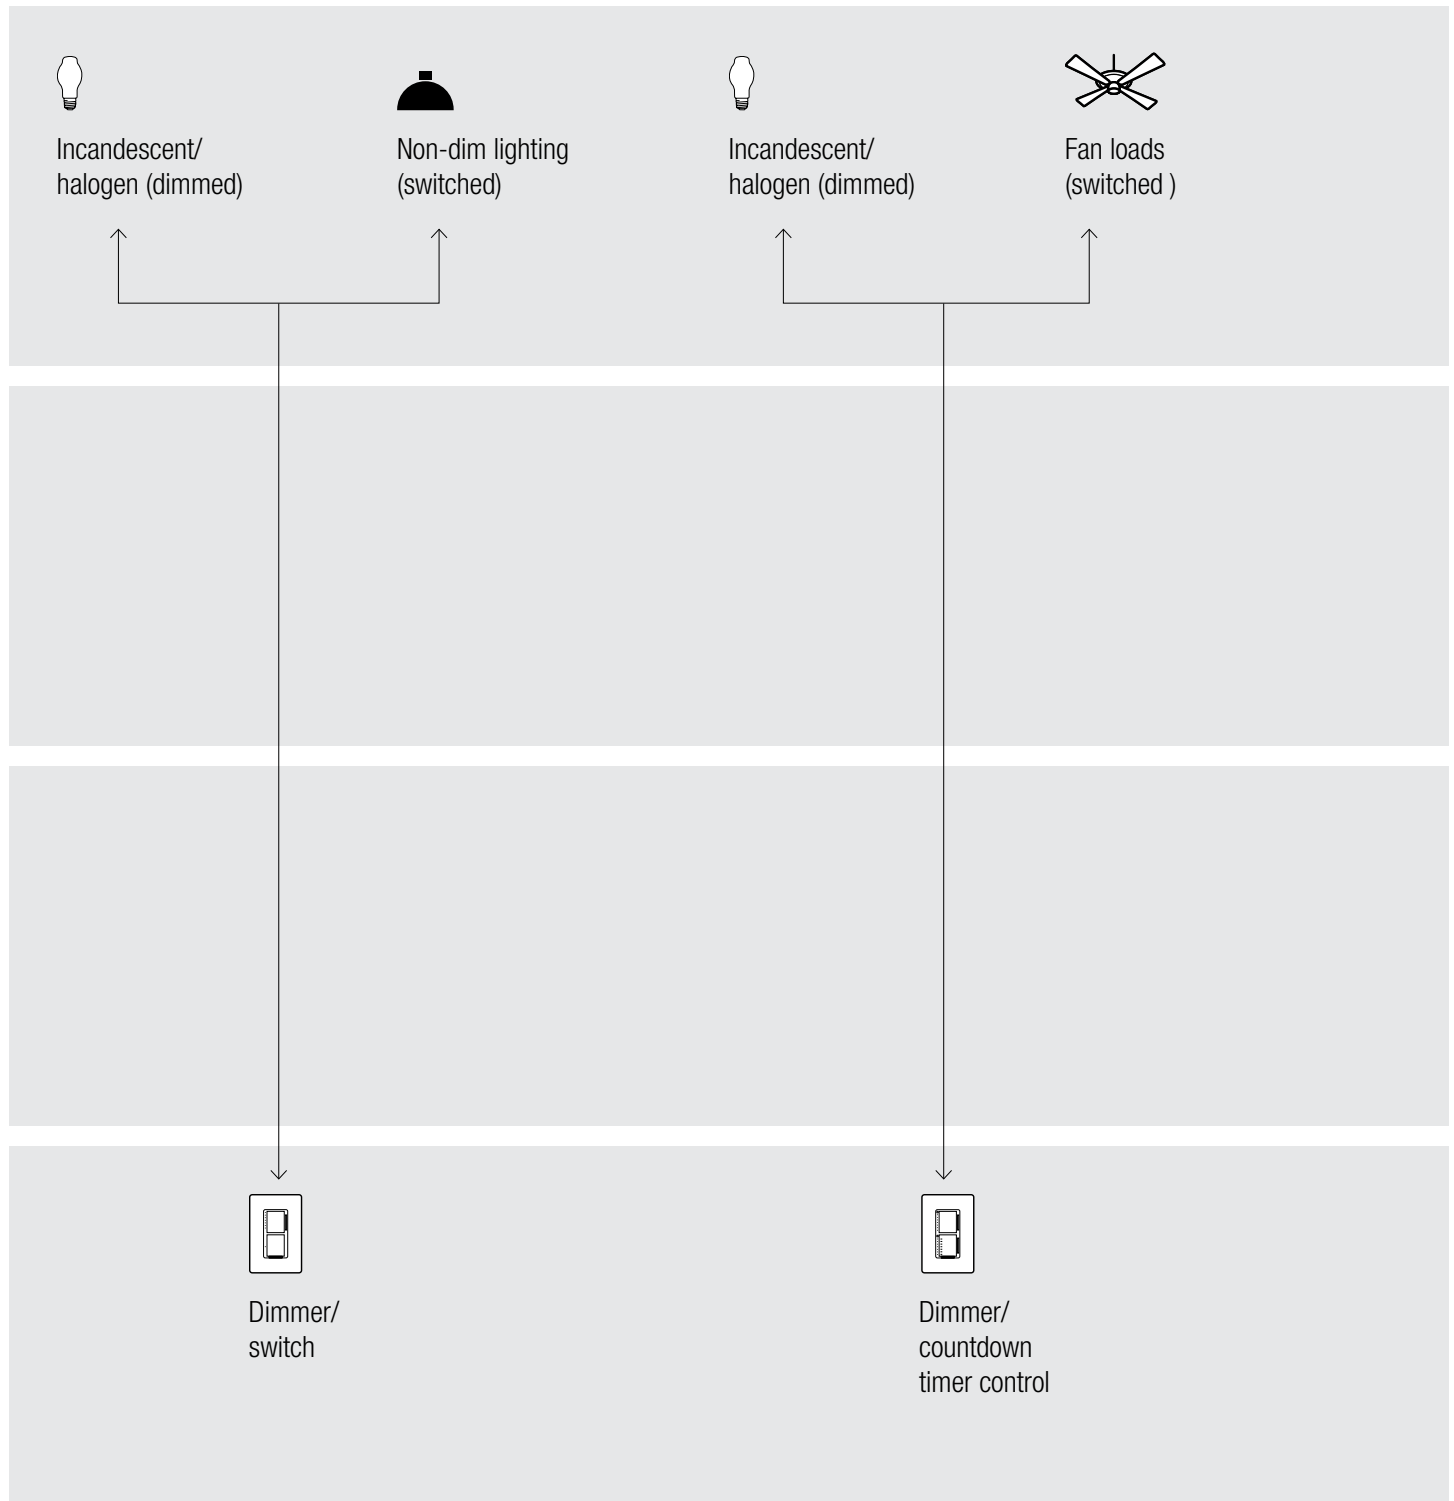 Incandescent/
halogen (dimmed)
Non-dim lighting
(switched)
Incandescent/
halogen (dimmed)
Fan loads
(switched )
Dimmer/
switch
Dimmer/
countdown
timer control